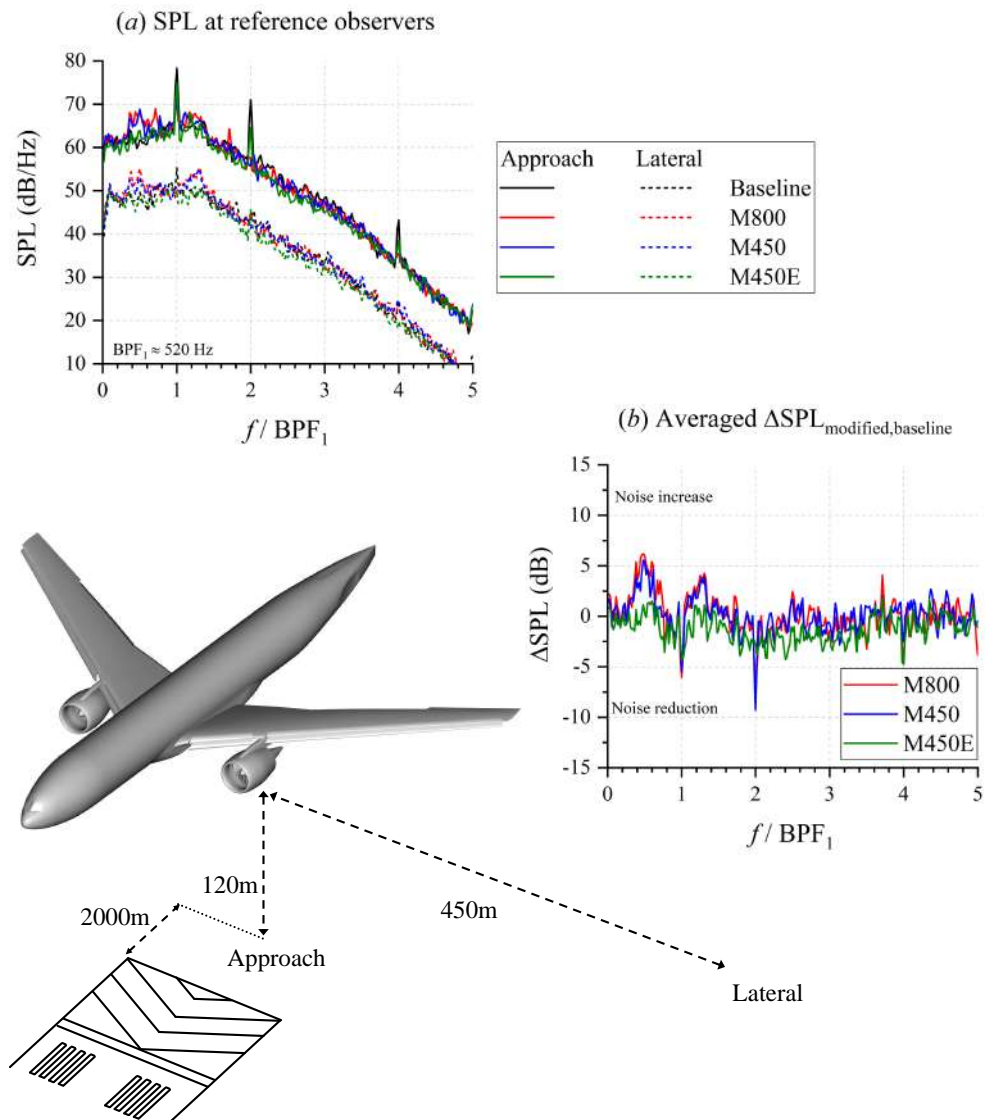 (a) SPL at reference observers
80
70
60
50
40
30
20
10
SPL (dB/Hz)
BPF₁ ≈ 520 Hz
0 1 2 3 4 5
f / BPF₁
Approach Lateral
Baseline
M800
M450
M450E
(b) Averaged ΔSPLmodified,baseline
15
10
5
0
-5
-10
-15
ΔSPL (dB)
Noise increase
Noise reduction
M800
M450
M450E
0 1 2 3 4 5
f / BPF₁
120m
2000m
450m
Approach
Lateral